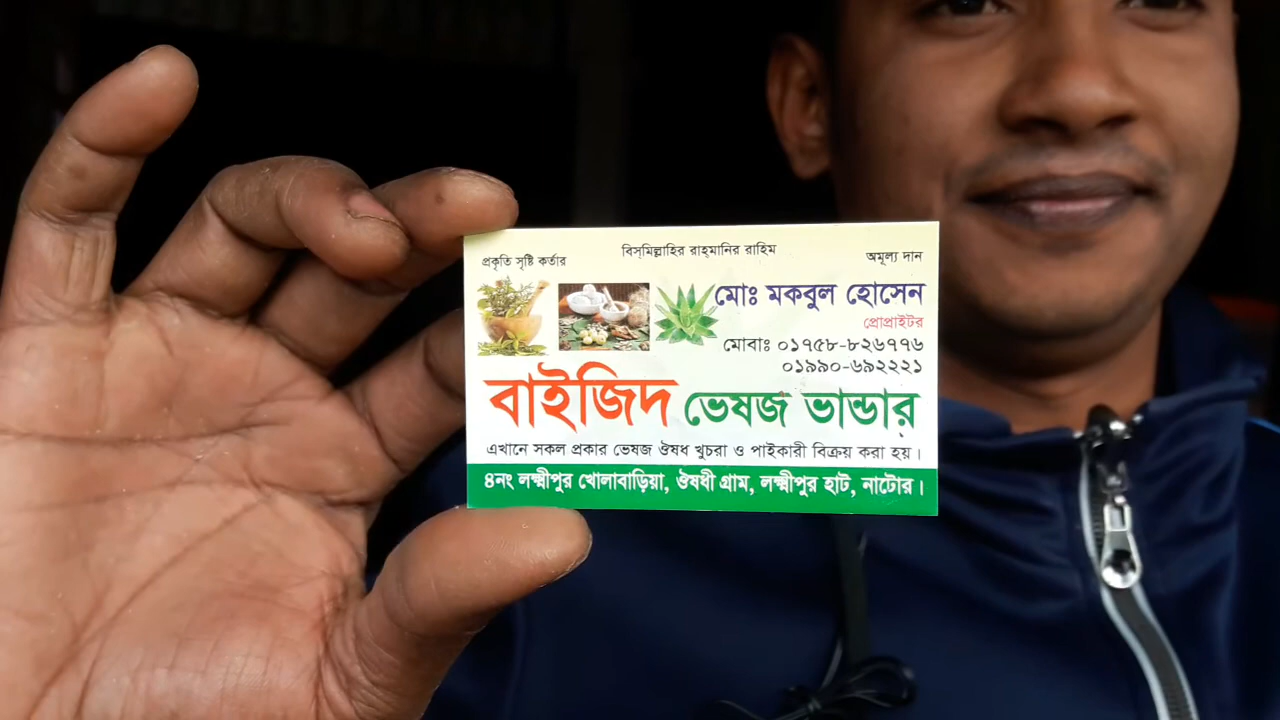 বিস্‌মিল্লাহির রাহ্‌মানির রাহিম
প্রকৃতি সৃষ্টি কর্তার
অমূল্য দান
মোঃ মকবুল হোসেন
প্রোপ্রাইটর
মোবাঃ ০১৭৫৮-৮২৬৭৭৬
০১৯৯০-৬৯২২২১
বাইজিদ ভেষজ ভান্ডার
এখানে সকল প্রকার ভেষজ ঔষধ খুচরা ও পাইকারী বিক্রয় করা হয়।
৪নং লক্ষ্মীপুর খোলাবাড়িয়া, ঔষধী গ্রাম, লক্ষ্মীপুর হাট, নাটোর।